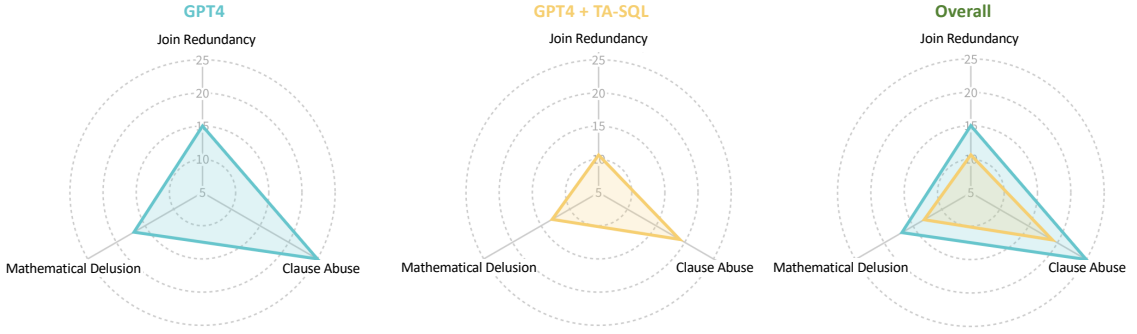 GPT4
Join Redundancy
25
20
15
10
5
Mathematical Delusion
Clause Abuse
GPT4 + TA-SQL
Join Redundancy
25
20
15
10
5
Mathematical Delusion
Clause Abuse
Overall
Join Redundancy
25
20
15
10
5
Mathematical Delusion
Clause Abuse